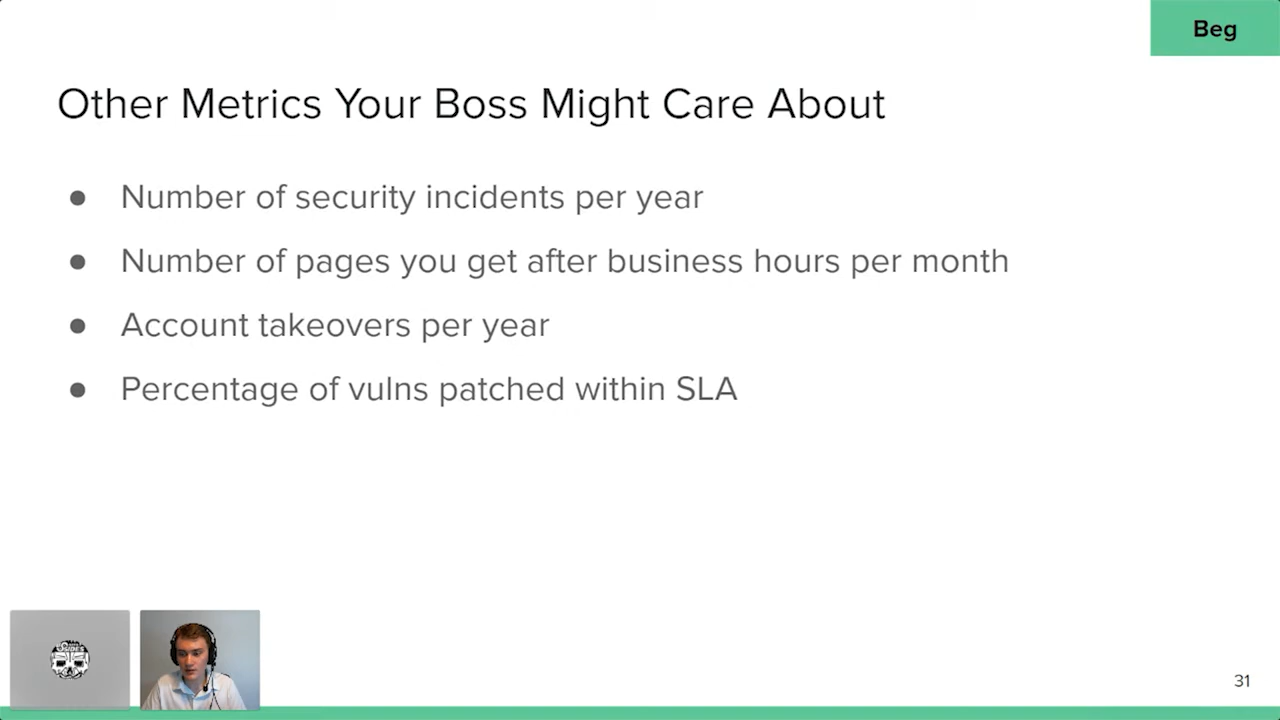 Beg
Other Metrics Your Boss Might Care About
● Number of security incidents per year
● Number of pages you get after business hours per month
● Account takeovers per year
● Percentage of vulns patched within SLA
SIDES
31